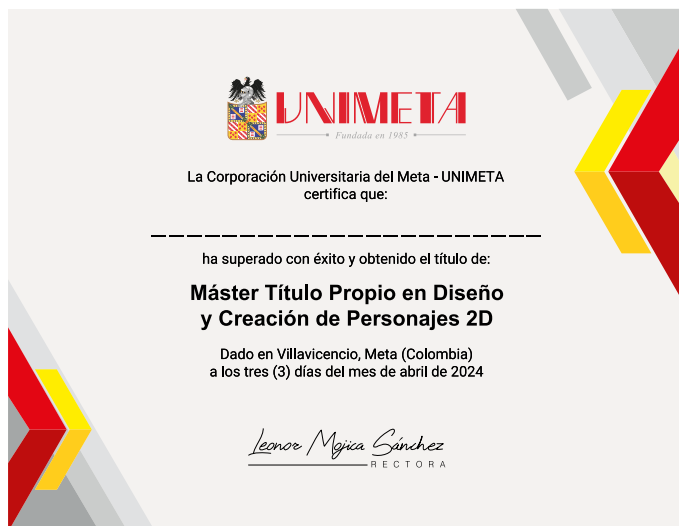 UNIMETA
Fundada en 1985
La Corporación Universitaria del Meta - UNIMETA
certifica que:
ha superado con éxito y obtenido el título de:
Máster Título Propio en Diseño
y Creación de Personajes 2D
Dado en Villavicencio, Meta (Colombia)
a los tres (3) días del mes de abril de 2024
Leonor Mojica Sánchez
RECTORA